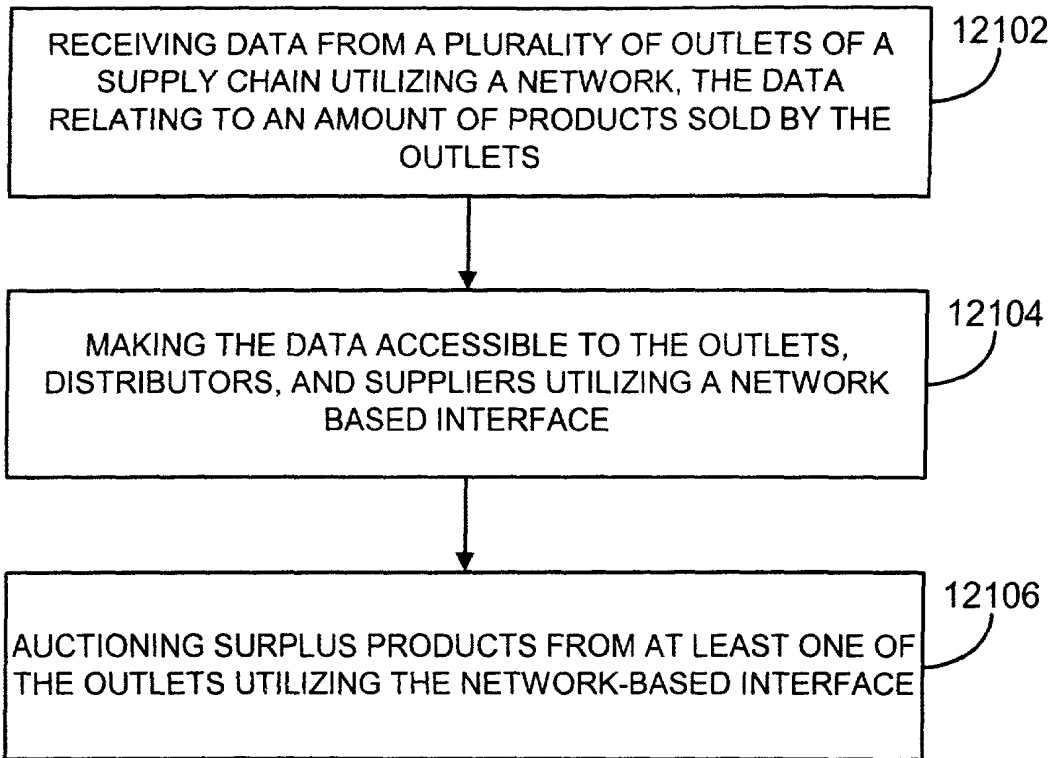 RECEIVING DATA FROM A PLURALITY OF OUTLETS OF A
SUPPLY CHAIN UTILIZING A NETWORK, THE DATA
RELATING TO AN AMOUNT OF PRODUCTS SOLD BY THE
OUTLETS
12102
MAKING THE DATA ACCESSIBLE TO THE OUTLETS,
DISTRIBUTORS, AND SUPPLIERS UTILIZING A NETWORK
BASED INTERFACE
12104
AUCTIONING SURPLUS PRODUCTS FROM AT LEAST ONE OF
THE OUTLETS UTILIZING THE NETWORK-BASED INTERFACE
12106